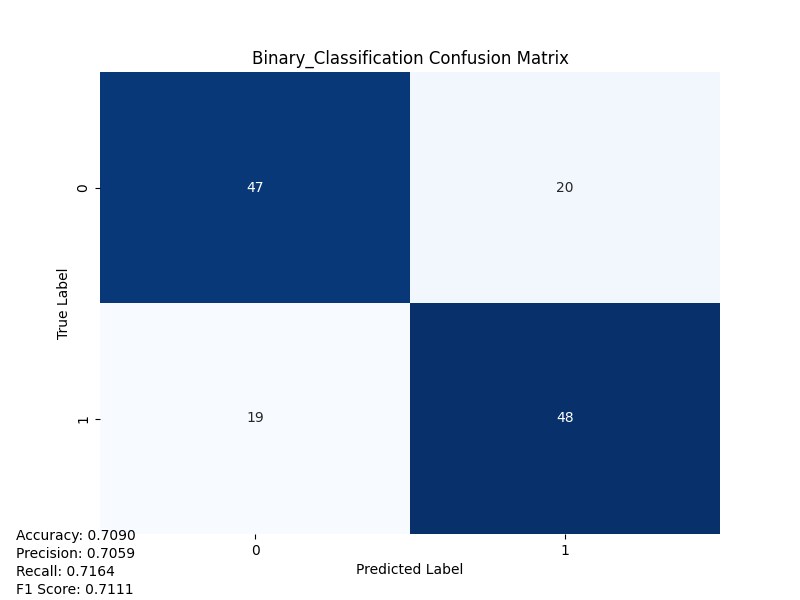 Binary_Classification Confusion Matrix
True Label
0
47
20
1
19
48
0
1
Predicted Label
Accuracy: 0.7090
Precision: 0.7059
Recall: 0.7164
F1 Score: 0.7111